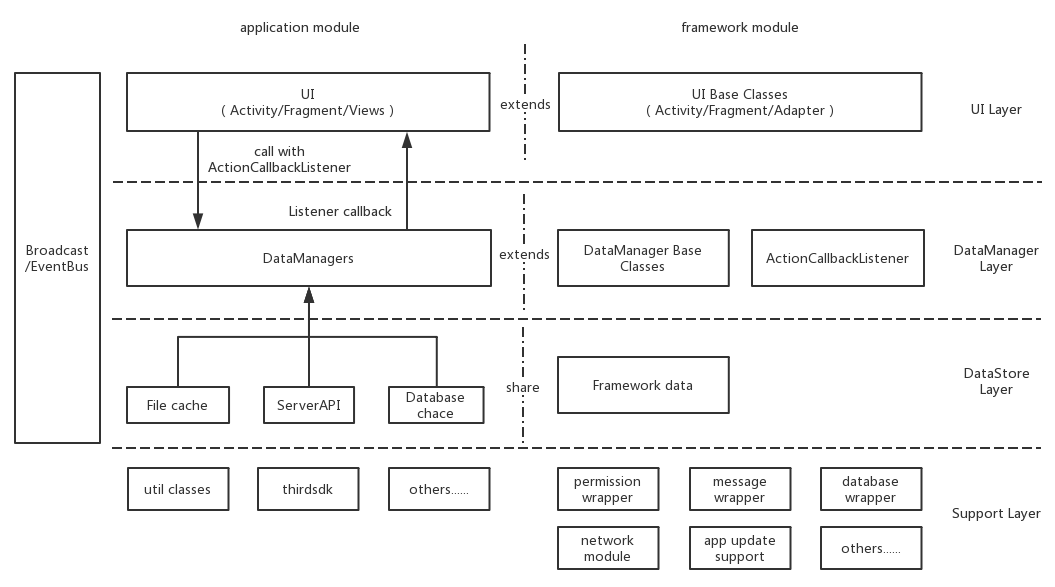 application module
framework module
UI
( Activity/Fragment/Views )
extends
UI Base Classes
( Activity/Fragment/Adapter )
UI Layer
call with
ActionCallbackListener
Listener callback
Broadcast
/EventBus
DataManagers
extends
DataManager Base
Classes
ActionCallbackListener
DataManager
Layer
File cache
ServerAPI
Database
chace
share
Framework data
DataStore
Layer
util classes
thirdsdk
others......
permission
wrapper
message
wrapper
database
wrapper
Support Layer
network
module
app update
support
others......